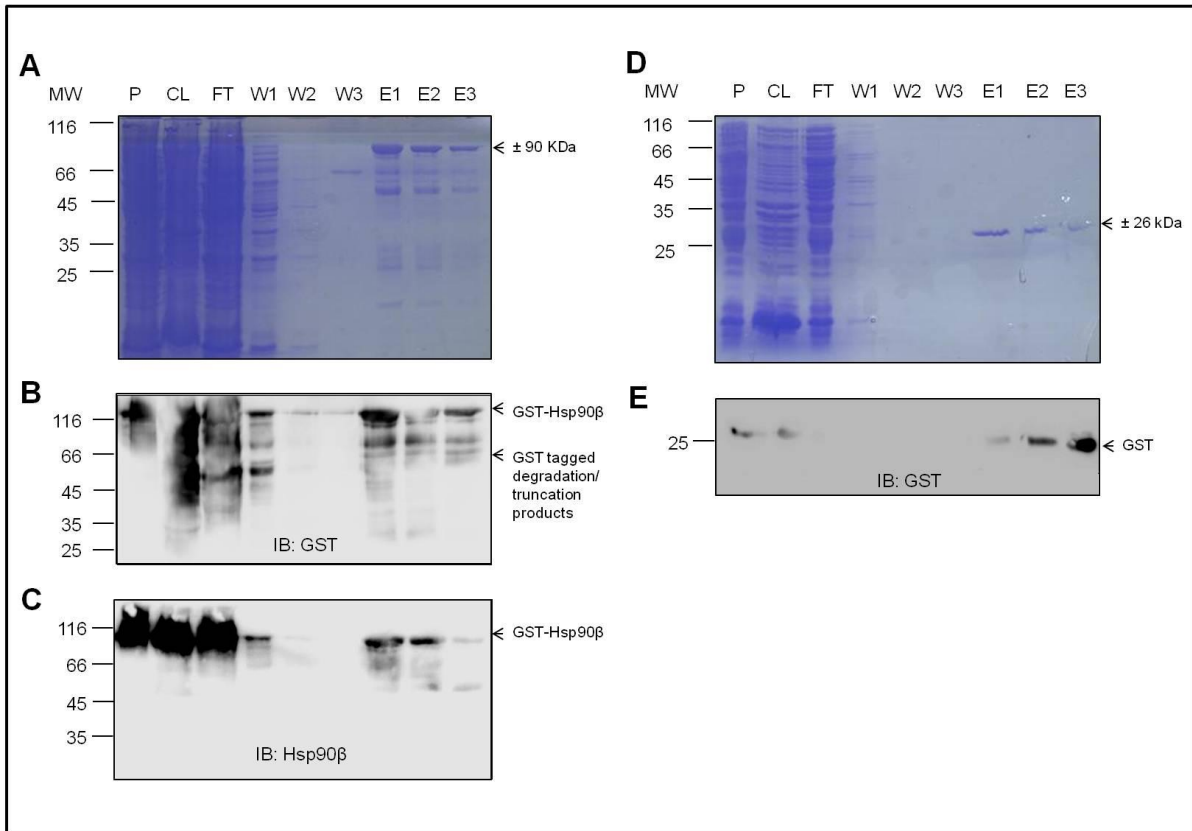 A
MW P CL FT W1 W2 W3 E1 E2 E3
116
66
45
35
25
± 90 KDa
B
116
66
45
35
25
GST-Hsp90β
GST tagged
degradation/
truncation
products
IB: GST
C
116
66
45
35
GST-Hsp90β
IB: Hsp90β
D
MW P CL FT W1 W2 W3 E1 E2 E3
116
66
45
35
25
± 26 kDa
E
25
GST
IB: GST